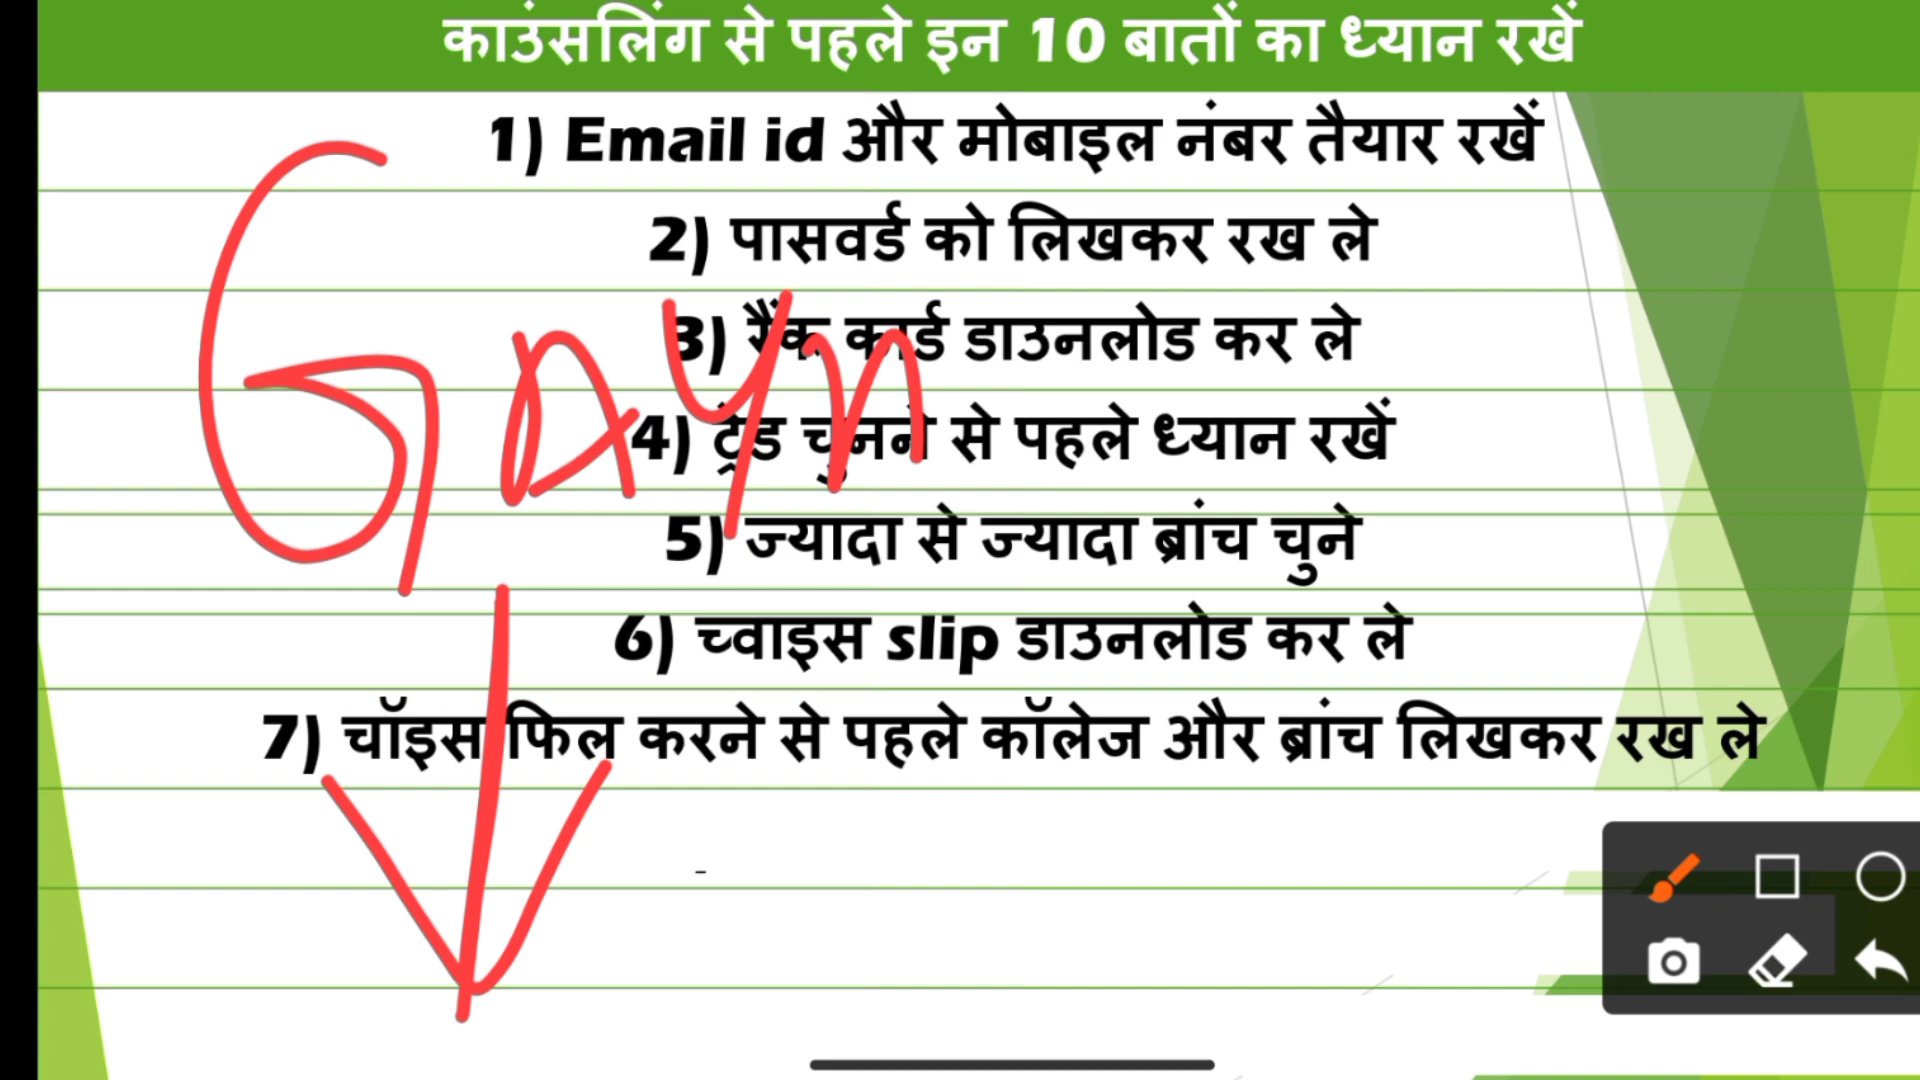 काउंसलिंग से पहले इन 10 बातों का ध्यान रखें
1) Email id और मोबाइल नंबर तैयार रखें
2) पासवर्ड को लिखकर रख ले
3) रैंक कार्ड डाउनलोड कर ले
4) ट्रेड चुनने से पहले ध्यान रखें
5) ज्यादा से ज्यादा ब्रांच चुने
6) च्वाइस slip डाउनलोड कर ले
7) चॉइस फिल करने से पहले कॉलेज और ब्रांच लिखकर रख ले
-